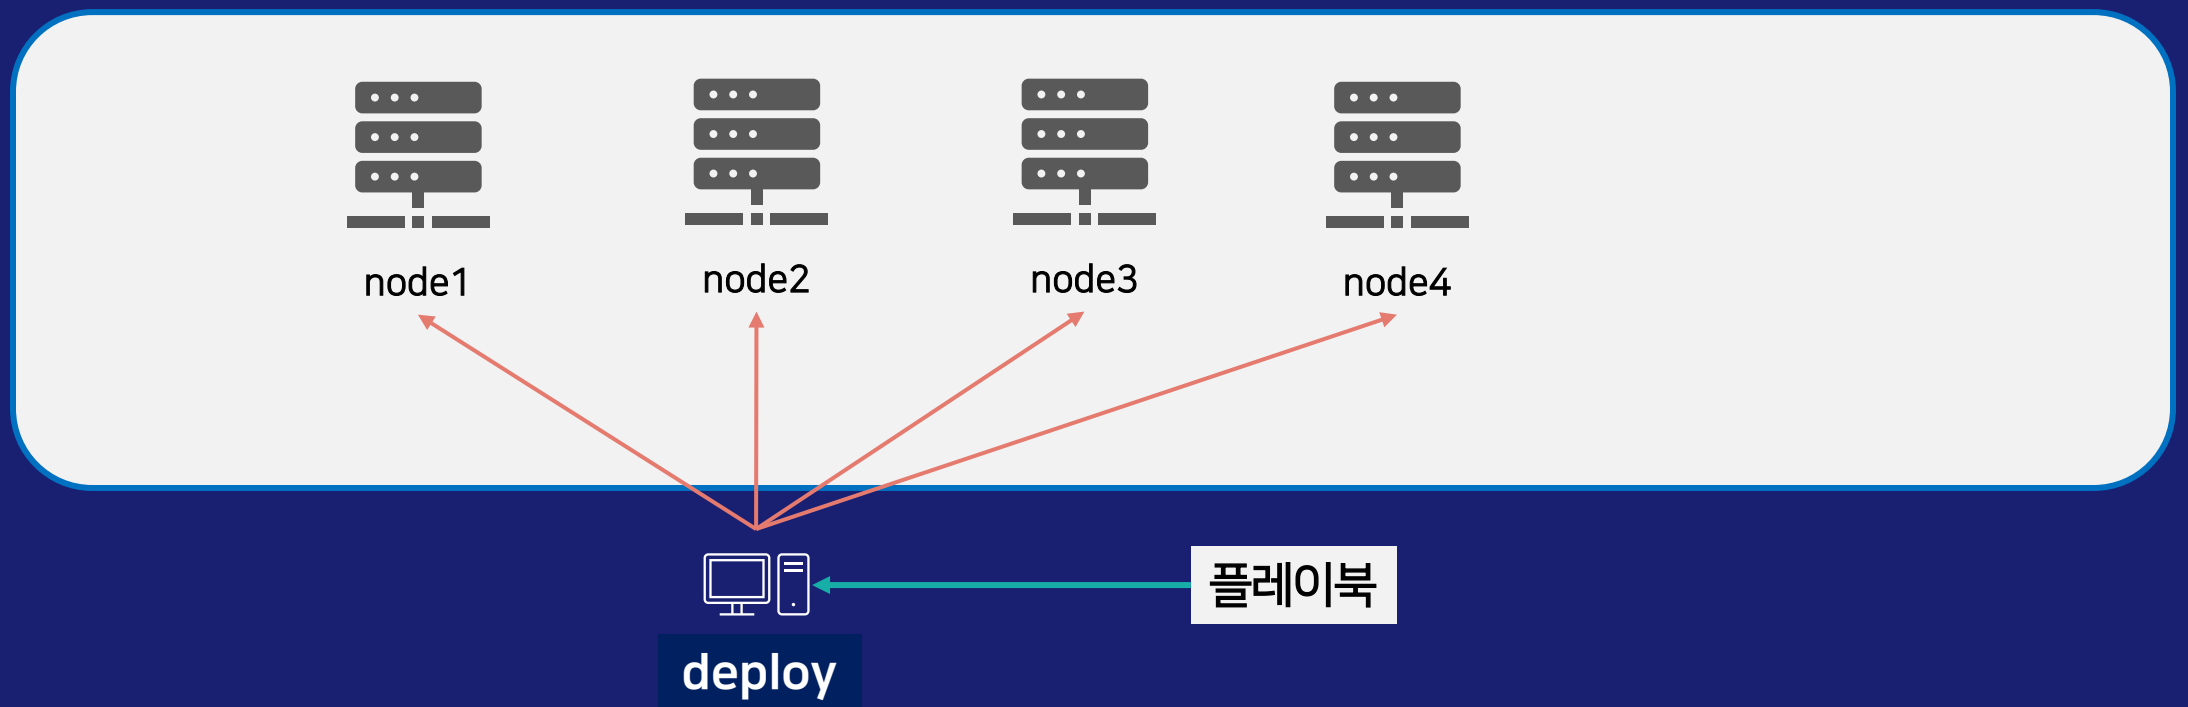 node1
node2
node3
node4
플레이북
deploy